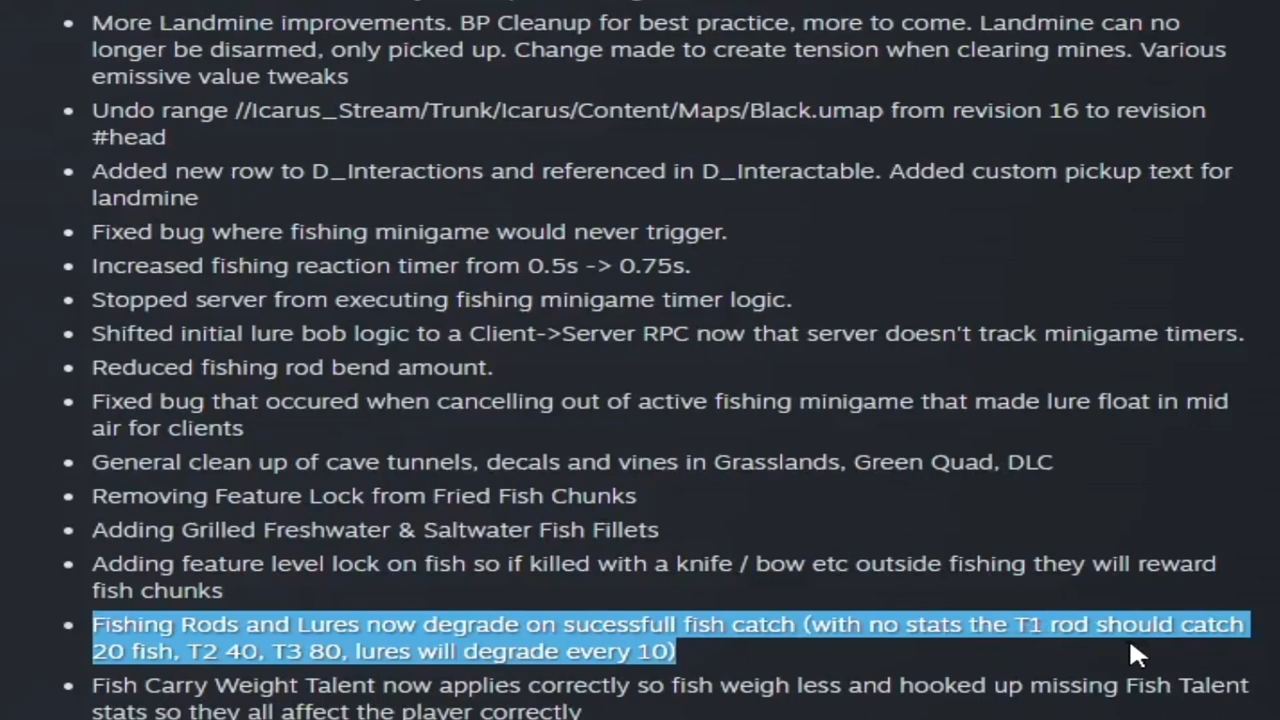 • More Landmine improvements. BP Cleanup for best practice, more to come. Landmine can no
longer be disarmed, only picked up. Change made to create tension when clearing mines. Various
emissive value tweaks
• Undo range //Icarus_Stream/Trunk/Icarus/Content/Maps/Black.umap from revision 16 to revision
#head
• Added new row to D_Interactions and referenced in D_Interactable. Added custom pickup text for
landmine
• Fixed bug where fishing minigame would never trigger.
• Increased fishing reaction timer from 0.5s -> 0.75s.
• Stopped server from executing fishing minigame timer logic.
• Shifted initial lure bob logic to a Client->Server RPC now that server doesn't track minigame timers.
• Reduced fishing rod bend amount.
• Fixed bug that occured when cancelling out of active fishing minigame that made lure float in mid
air for clients
• General clean up of cave tunnels, decals and vines in Grasslands, Green Quad, DLC
• Removing Feature Lock from Fried Fish Chunks
• Adding Grilled Freshwater & Saltwater Fish Fillets
• Adding feature level lock on fish so if killed with a knife / bow etc outside fishing they will reward
fish chunks
• Fishing Rods and Lures now degrade on sucessfull fish catch (with no stats the T1 rod should catch
20 fish, T2 40, T3 80, lures will degrade every 10)
• Fish Carry Weight Talent now applies correctly so fish weigh less and hooked up missing Fish Talent
stats so they all affect the player correctly